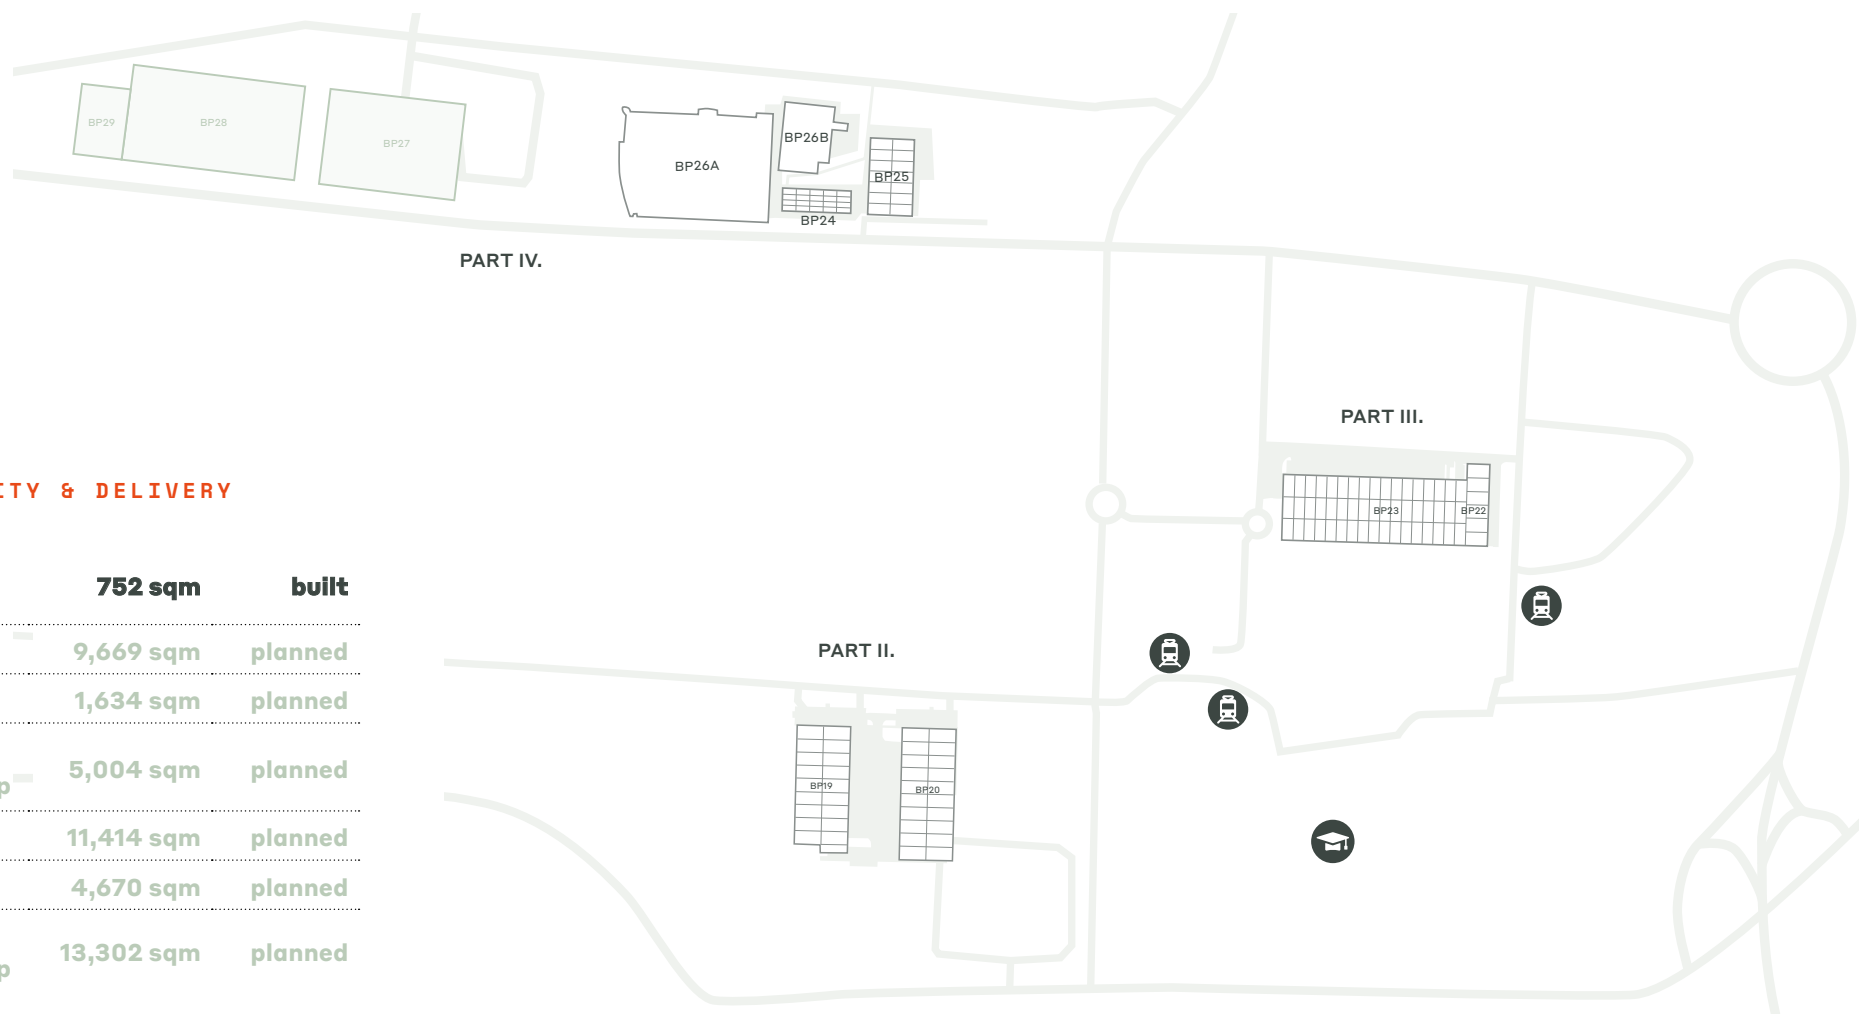 BP29
BP28
BP27
BP26A
BP26B
BP25
BP24
PART IV.
PART III.
BP23
BP22
ITY & DELIVERY
752 sqm built
9,669 sqm planned
1,634 sqm planned
5,004 sqm planned
p
11,414 sqm planned
4,670 sqm planned
13,302 sqm planned
p
PART II.
BP19
BP20